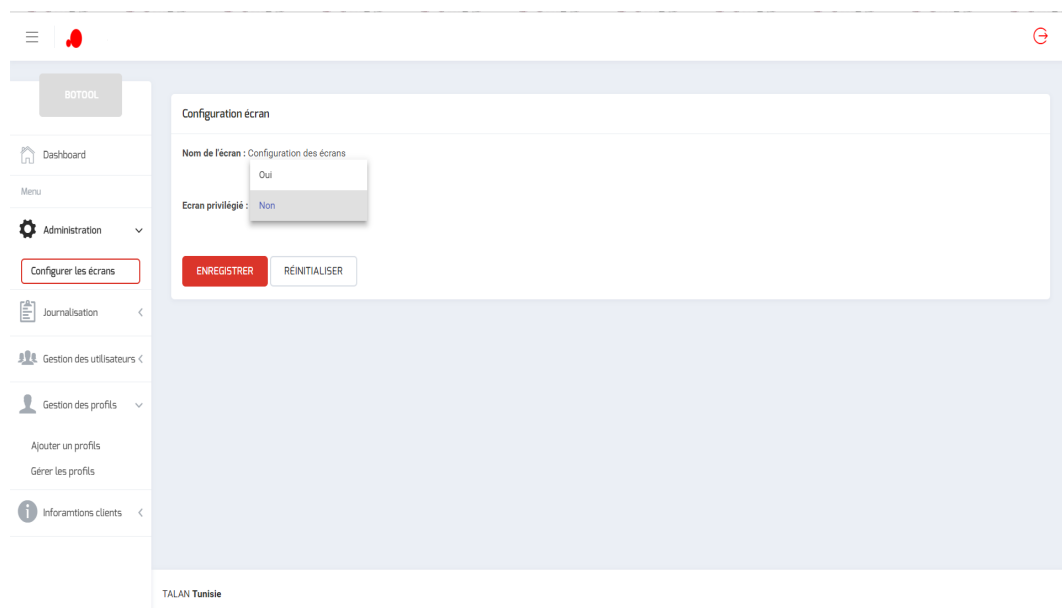 BOTOOL
Dashboard
Menu
Administration
Configurer les écrans
Journalisation
Gestion des utilisateurs
Gestion des profils
Ajouter un profils
Gérer les profils
Inforamtions clients
Configuration écran
Nom de l'écran : Configuration des écrans
Oui
Ecran privilégié : Non
ENREGISTRER RÉINITIALISER
TALAN Tunisie